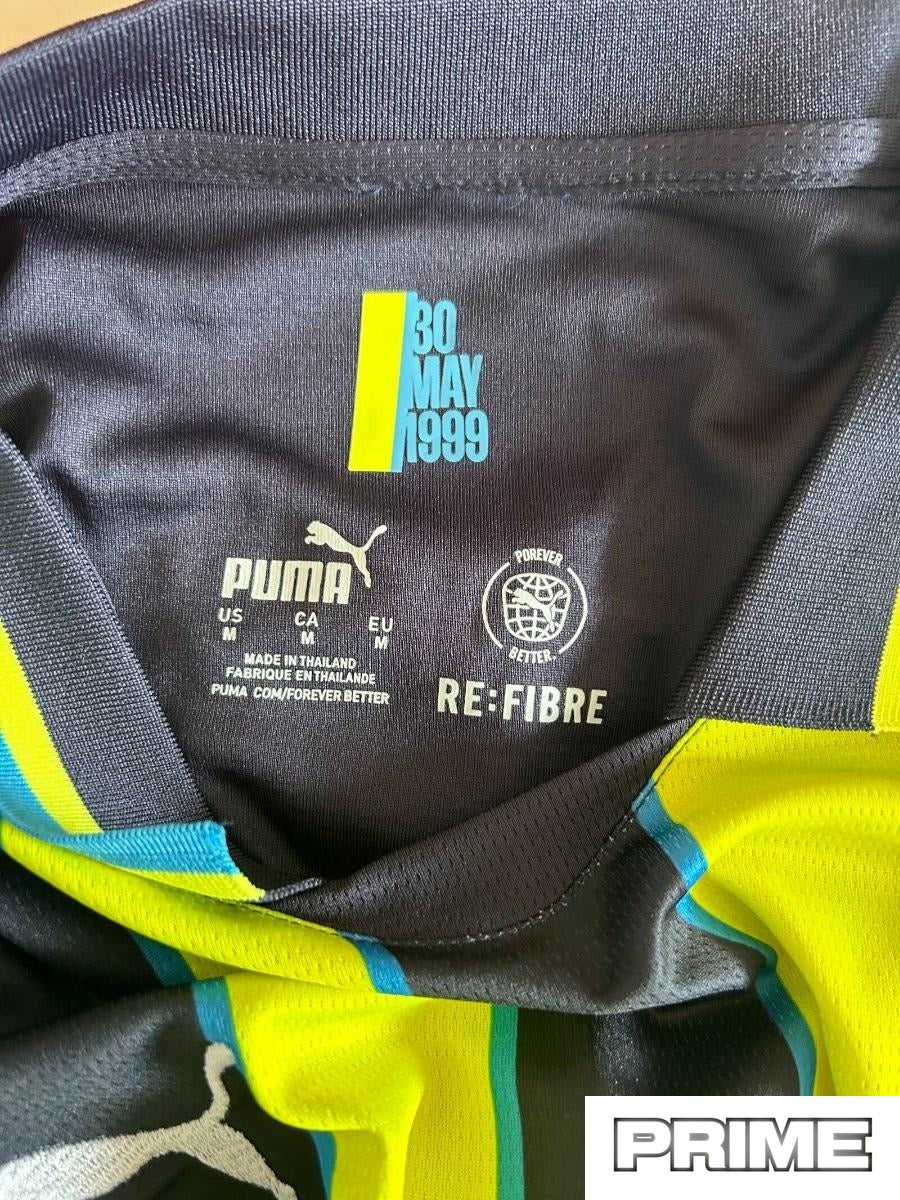 30
MAY
1999
PUMA
US CA EU
M M M
MADE IN THAILAND
FABRIQUE EN THAILANDE
PUMA COM/FOREVER BETTER
FOREVER
BETTER.
RE:FIBRE
PRIME